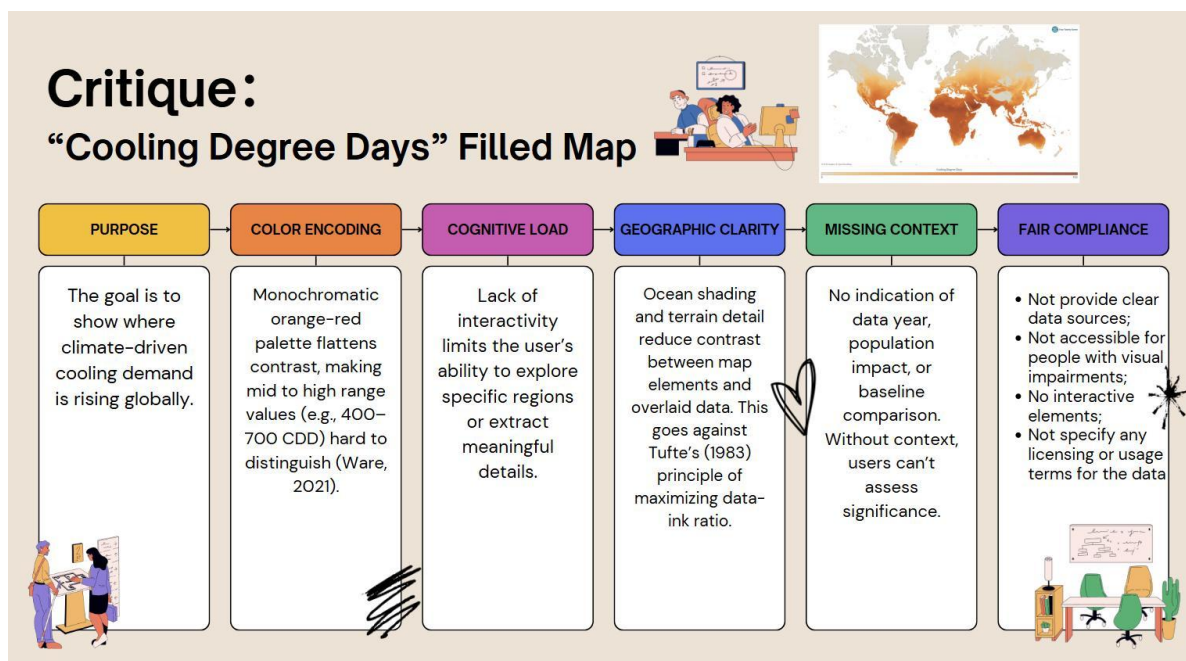 Critique:
“Cooling Degree Days” Filled Map
PURPOSE
The goal is to
show where
climate-driven
cooling demand
is rising globally.
COLOR ENCODING
Monochromatic
orange-red
palette flattens
contrast, making
mid to high range
values (e.g., 400–
700 CDD) hard to
distinguish (Ware,
2021).
COGNITIVE LOAD
Lack of
interactivity
limits the user’s
ability to explore
specific regions
or extract
meaningful
details.
GEOGRAPHIC CLARITY
Ocean shading
and terrain detail
reduce contrast
between map
elements and
overlaid data. This
goes against
Tufte’s (1983)
principle of
maximizing data-
ink ratio.
MISSING CONTEXT
No indication of
data year,
population
impact, or
baseline
comparison.
Without context,
users can’t
assess
significance.
FAIR COMPLIANCE
• Not provide clear
data sources;
• Not accessible for
people with visual
impairments;
• No interactive
elements;
• Not specify any
licensing or usage
terms for the data